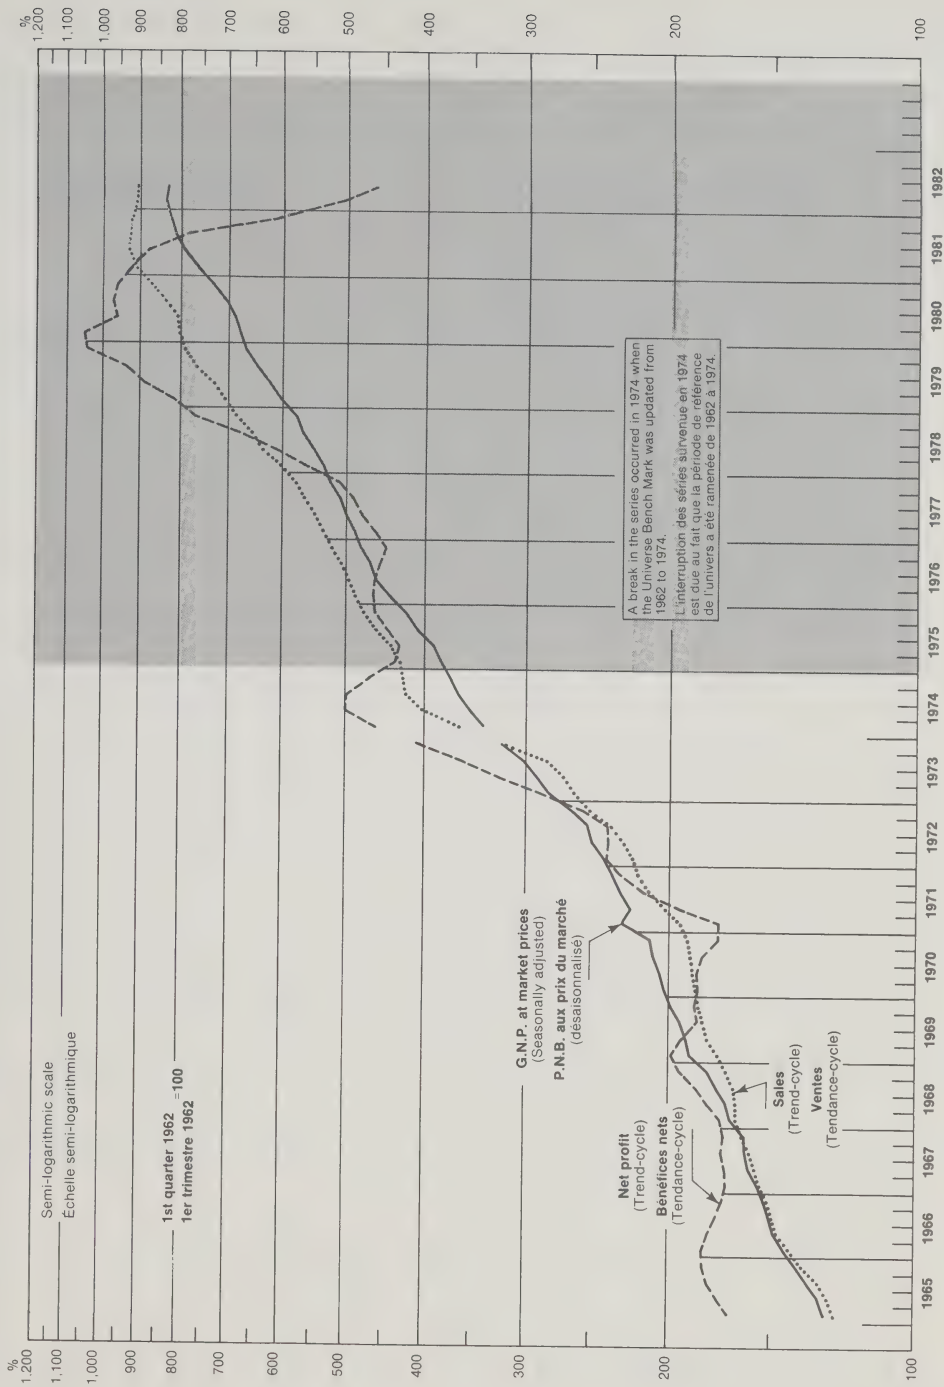 %
1.200
1.100
1.000
900
800
700
600
500
400
300
200
100
Semi-logarithmic scale
Echelle semi-logarithmique
1st quarter 1962
=100
1er trimestre 1962
G.N.P. at market prices
(Seasonally adjusted)
P.N.B. aux prix du marché
(désaisonnalisé)
Net profit
(Trend-cycle)
Bénéfices nets
(Tendance-cycle)
Sales
(Trend-cycle)
Ventes
(Tendance-cycle)
A break in the series occurred in 1974 when
the Universe Bench Mark was updated from
1962 to 1974.
L'interruption des séries survenue en 1974
est due au fait que la période de référence
de l'univers a été ramenée de 1962 à 1974.
%
1.200
1.100
1.000
900
800
700
600
500
400
300
200
100
1965 1966 1967 1968 1969 1970 1971 1972 1973 1974 1975 1976 1977 1978 1979 1980 1981 1982